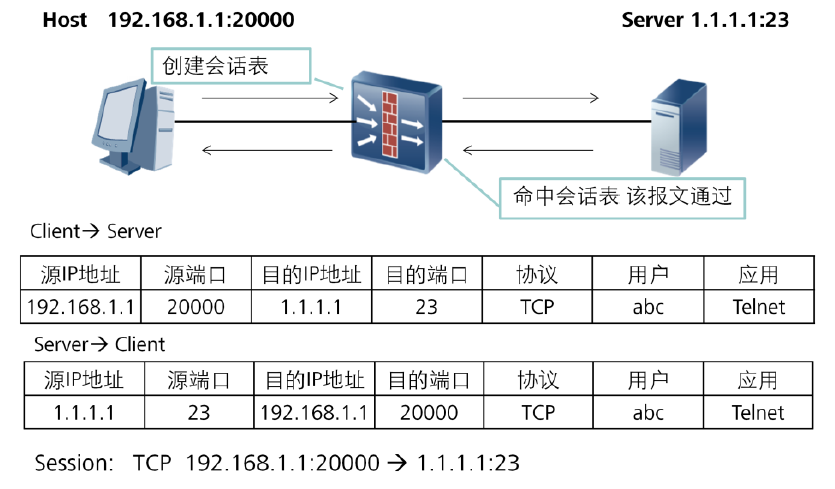 Host 192.168.1.1:20000
Server 1.1.1.1:23
创建会话表
命中会话表 该报文通过
Client→ Server
源IP地址 源端口 目的IP地址 目的端口 协议 用户 应用
192.168.1.1 20000 1.1.1.1 23 TCP abc Telnet
Server→ Client
源IP地址 源端口 目的IP地址 目的端口 协议 用户 应用
1.1.1.1 23 192.168.1.1 20000 TCP abc Telnet
Session: TCP 192.168.1.1:20000 → 1.1.1.1:23